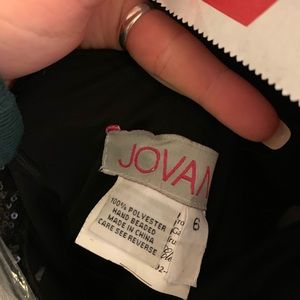 JOVAN
6
100% POLYESTER
HAND BEADED
MADE IN CHINA
CARE SEE REVERSE